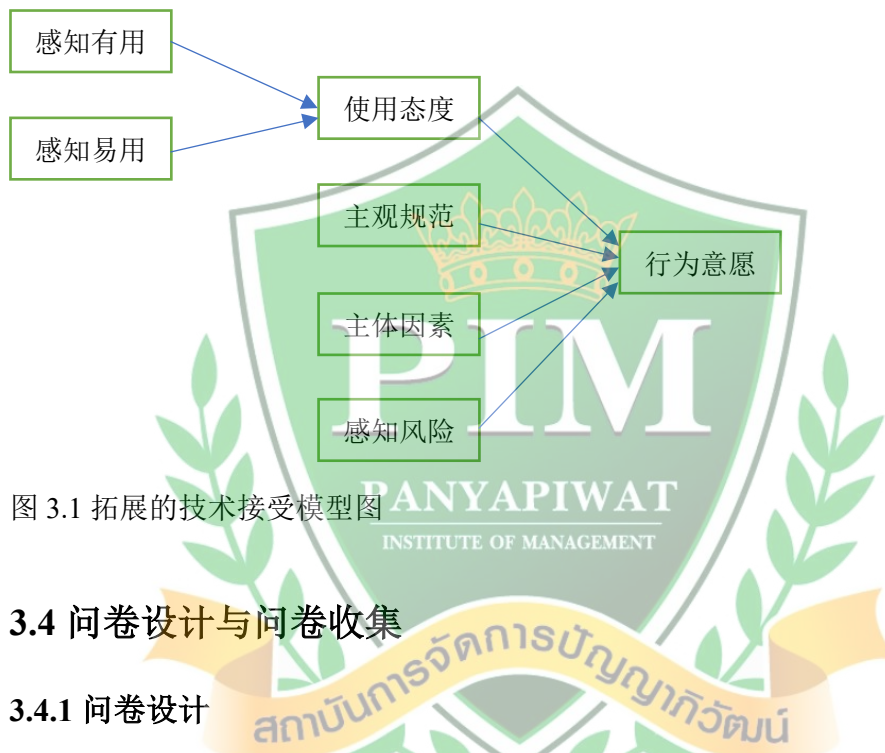 感知有用
感知易用
使用态度
主观规范
主体因素
感知风险
行为意愿
PIM
PANYAPIWAT
INSTITUTE OF MANAGEMENT
图 3.1 拓展的技术接受模型图
3.4 问卷设计与问卷收集
3.4.1 问卷设计
สถาบันการจัดการปัญญาภิวัฒน์